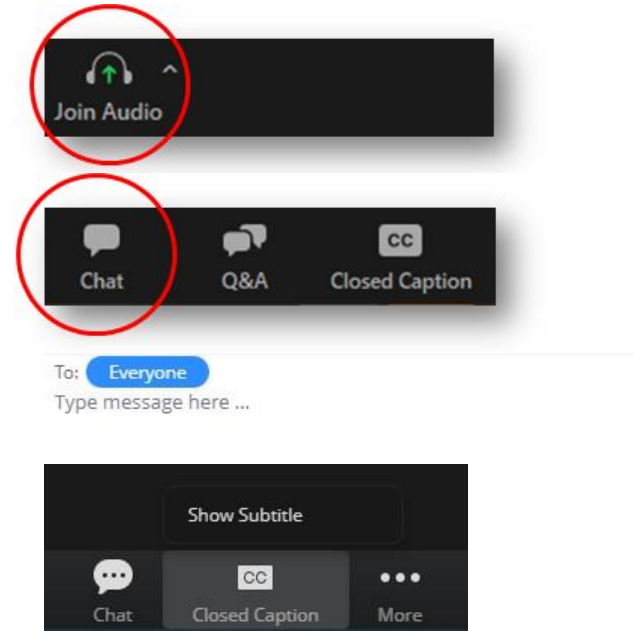 Join Audio
Chat Q&A CC Closed Caption
To: Everyone
Type message here ...
Show Subtitle
CC
Chat Closed Caption More